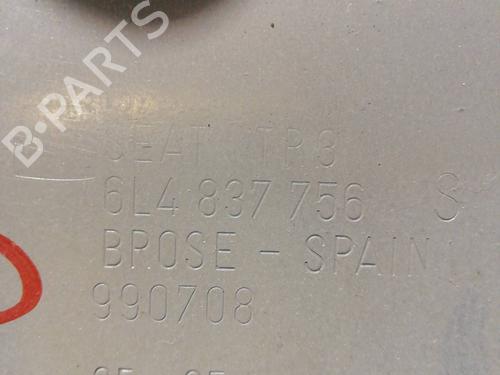 B-PARTS
SEAT TR3
6L4 837 756 S
BROSE - SPAIN
990708